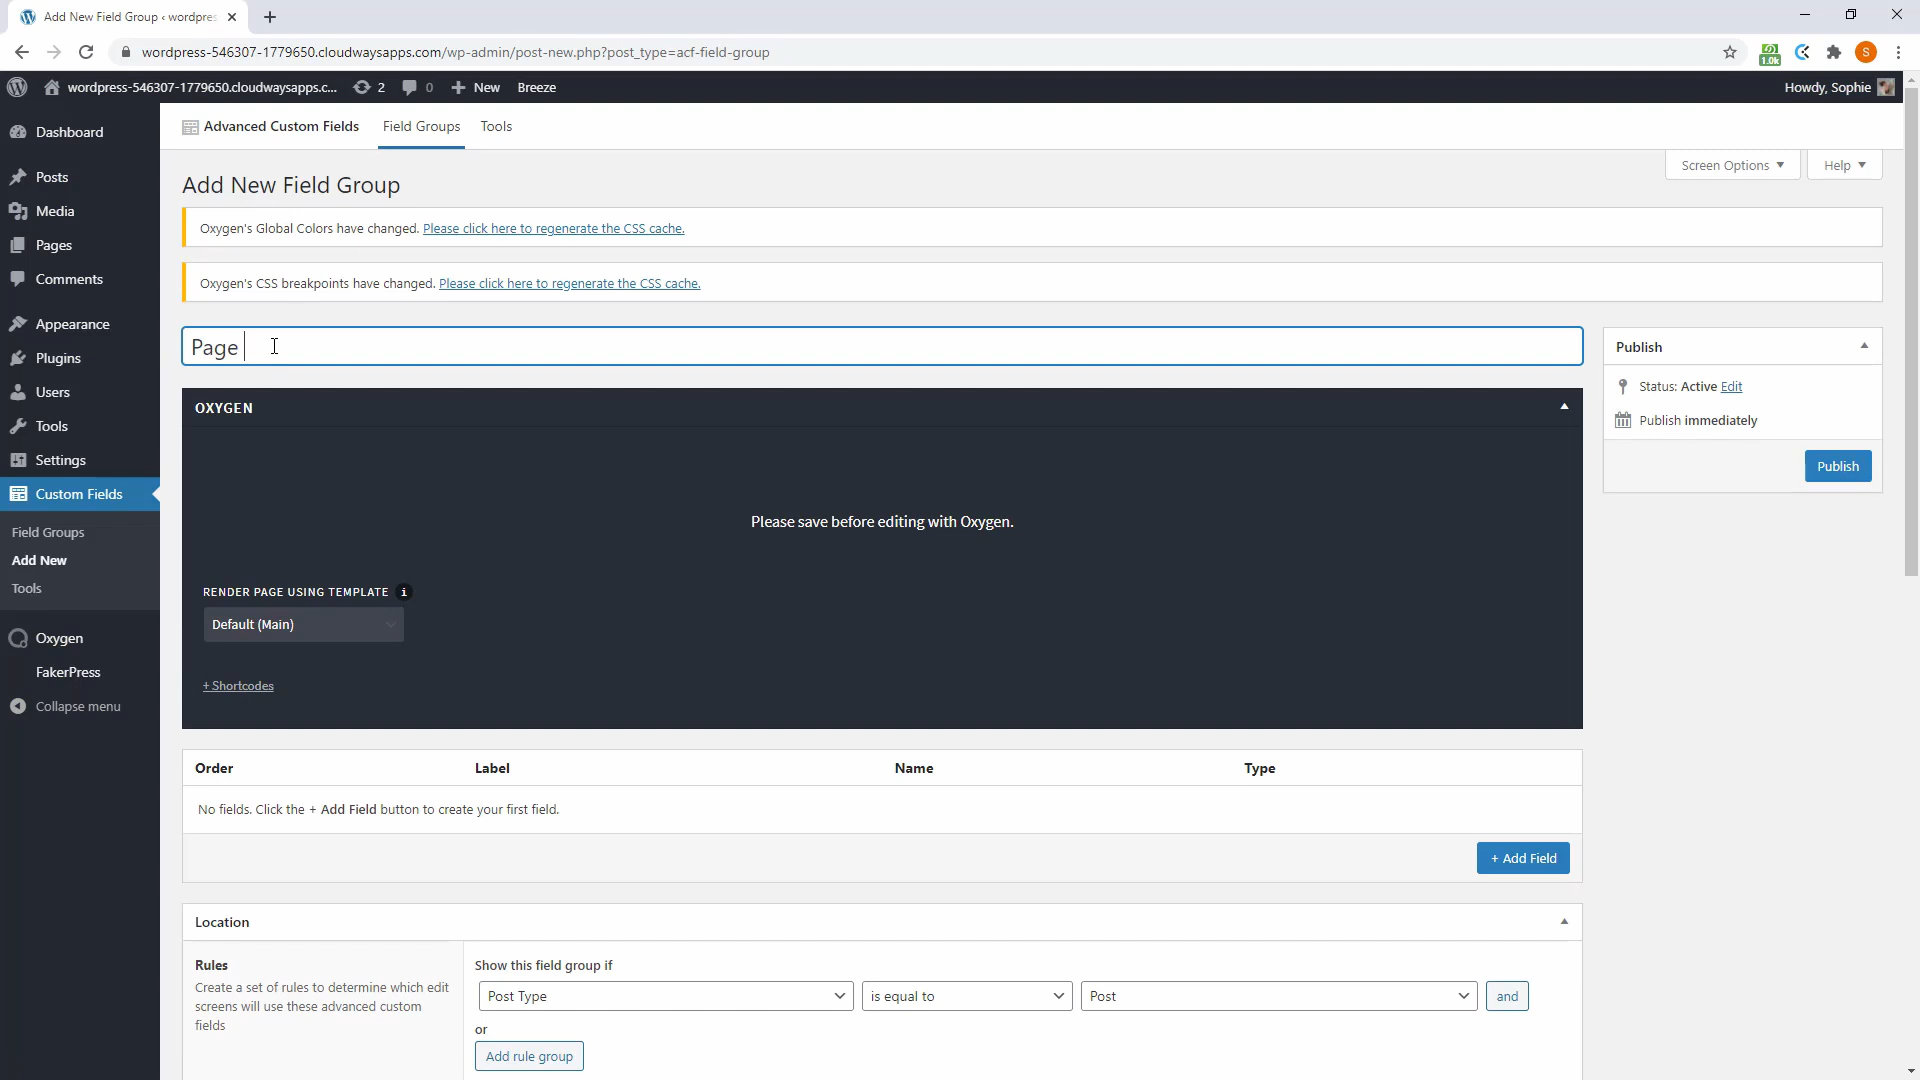 Add New Field Group ‹ wordpres
wordpress-546307-1779650.cloudwaysapps.com/wp-admin/post-new.php?post_type=acf-field-group
1.0k
S
wordpress-546307-1779650.cloudwaysapps.c...
2
0
New
Breeze
Howdy, Sophie
Dashboard
Posts
Media
Pages
Comments
Appearance
Plugins
Users
Tools
Settings
Custom Fields
Field Groups
Add New
Tools
Oxygen
FakerPress
Collapse menu
Advanced Custom Fields
Field Groups
Tools
Screen Options
Help
Add New Field Group
Oxygen's Global Colors have changed. Please click here to regenerate the CSS cache.
Oxygen's CSS breakpoints have changed. Please click here to regenerate the CSS cache.
Page
OXYGEN
Please save before editing with Oxygen.
RENDER PAGE USING TEMPLATE i
Default (Main)
+ Shortcodes
Publish
Status: Active Edit
Publish immediately
Publish
Order Label Name Type
No fields. Click the + Add Field button to create your first field.
+ Add Field
Location
Rules
Create a set of rules to determine which edit
screens will use these advanced custom
fields
Show this field group if
Post Type is equal to Post and
or
Add rule group